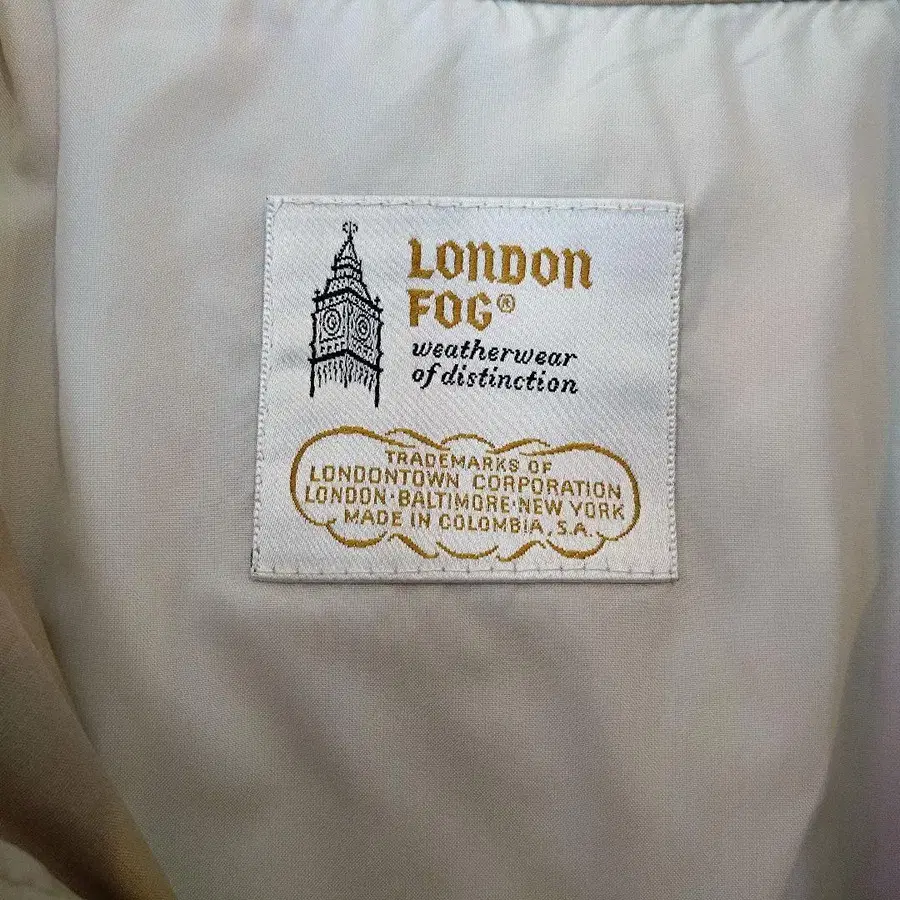 LONDON
FOG®
weatherwear
of distinction
TRADEMARKS OF
LONDONTOWN CORPORATION
LONDON·BALTIMORE·NEW YORK
MADE IN COLOMBIA, S.A.